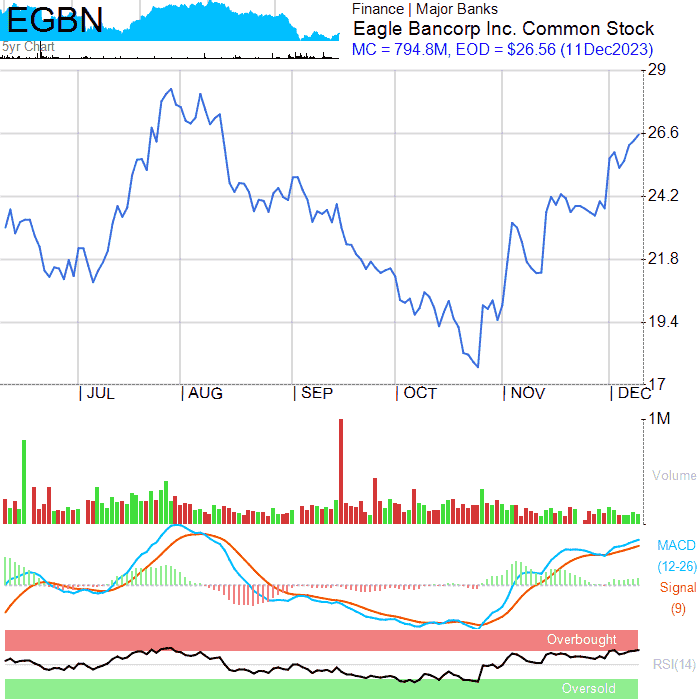 EGBN
5yr Chart
Finance | Major Banks
Eagle Bancorp Inc. Common Stock
MC = 794.8M, EOD = $26.56 (11Dec2023)
29
26.6
24.2
21.8
19.4
17
| JUL | AUG | SEP | OCT | NOV | DEC
1M
Volume
MACD
(12-26)
Signal
(9)
Overbought
RSI(14)
Oversold